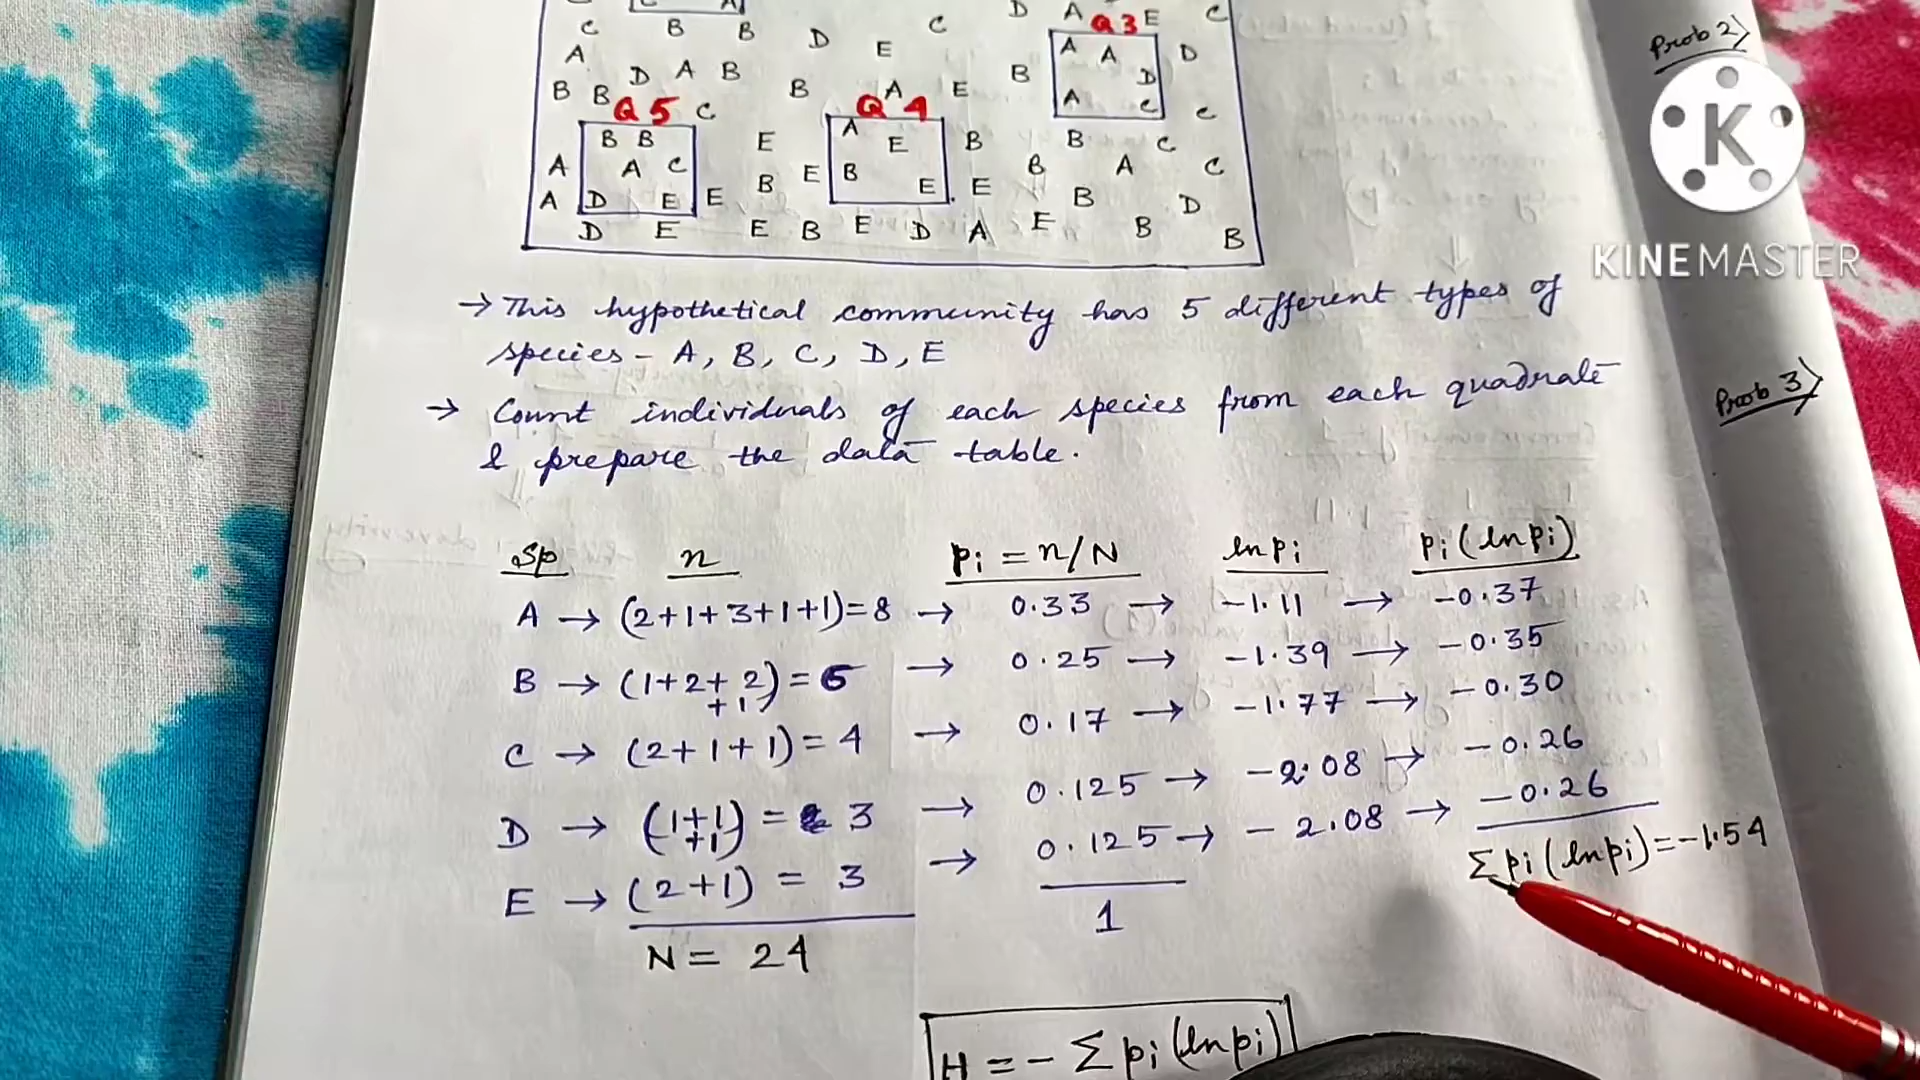 C A
D A Q3 E C
C B B D E C
A A A D
A D A B B A E B D
B B Q5 C Q4 A C C
B B E A E B B C
A A C B E B A C
A D E E B E E B D
D E E B E D A E B B
Prob 2)
K
KINEMASTER
→ This hypothetical community has 5 different types of
species - A, B, C, D, E
→ Count individuals of each species from each quadrate
& prepare the data table.
Prob 3)
Sp n Pi = n/N ln Pi Pi (ln Pi)
A → (2+1+3+1+1)=8 → 0.33 → -1.11 → -0.37
B → (1+2+2+1) = 6 → 0.25 → -1.39 → -0.35
C → (2+1+1) = 4 → 0.17 → -1.77 → -0.30
D → (1+1+1) = 3 → 0.125 → -2.08 → -0.26
E → (2+1) = 3 → 0.125 → -2.08 → -0.26
N = 24 1 Σ pi (ln pi) = -1.54
H = - Σ pi (ln pi)